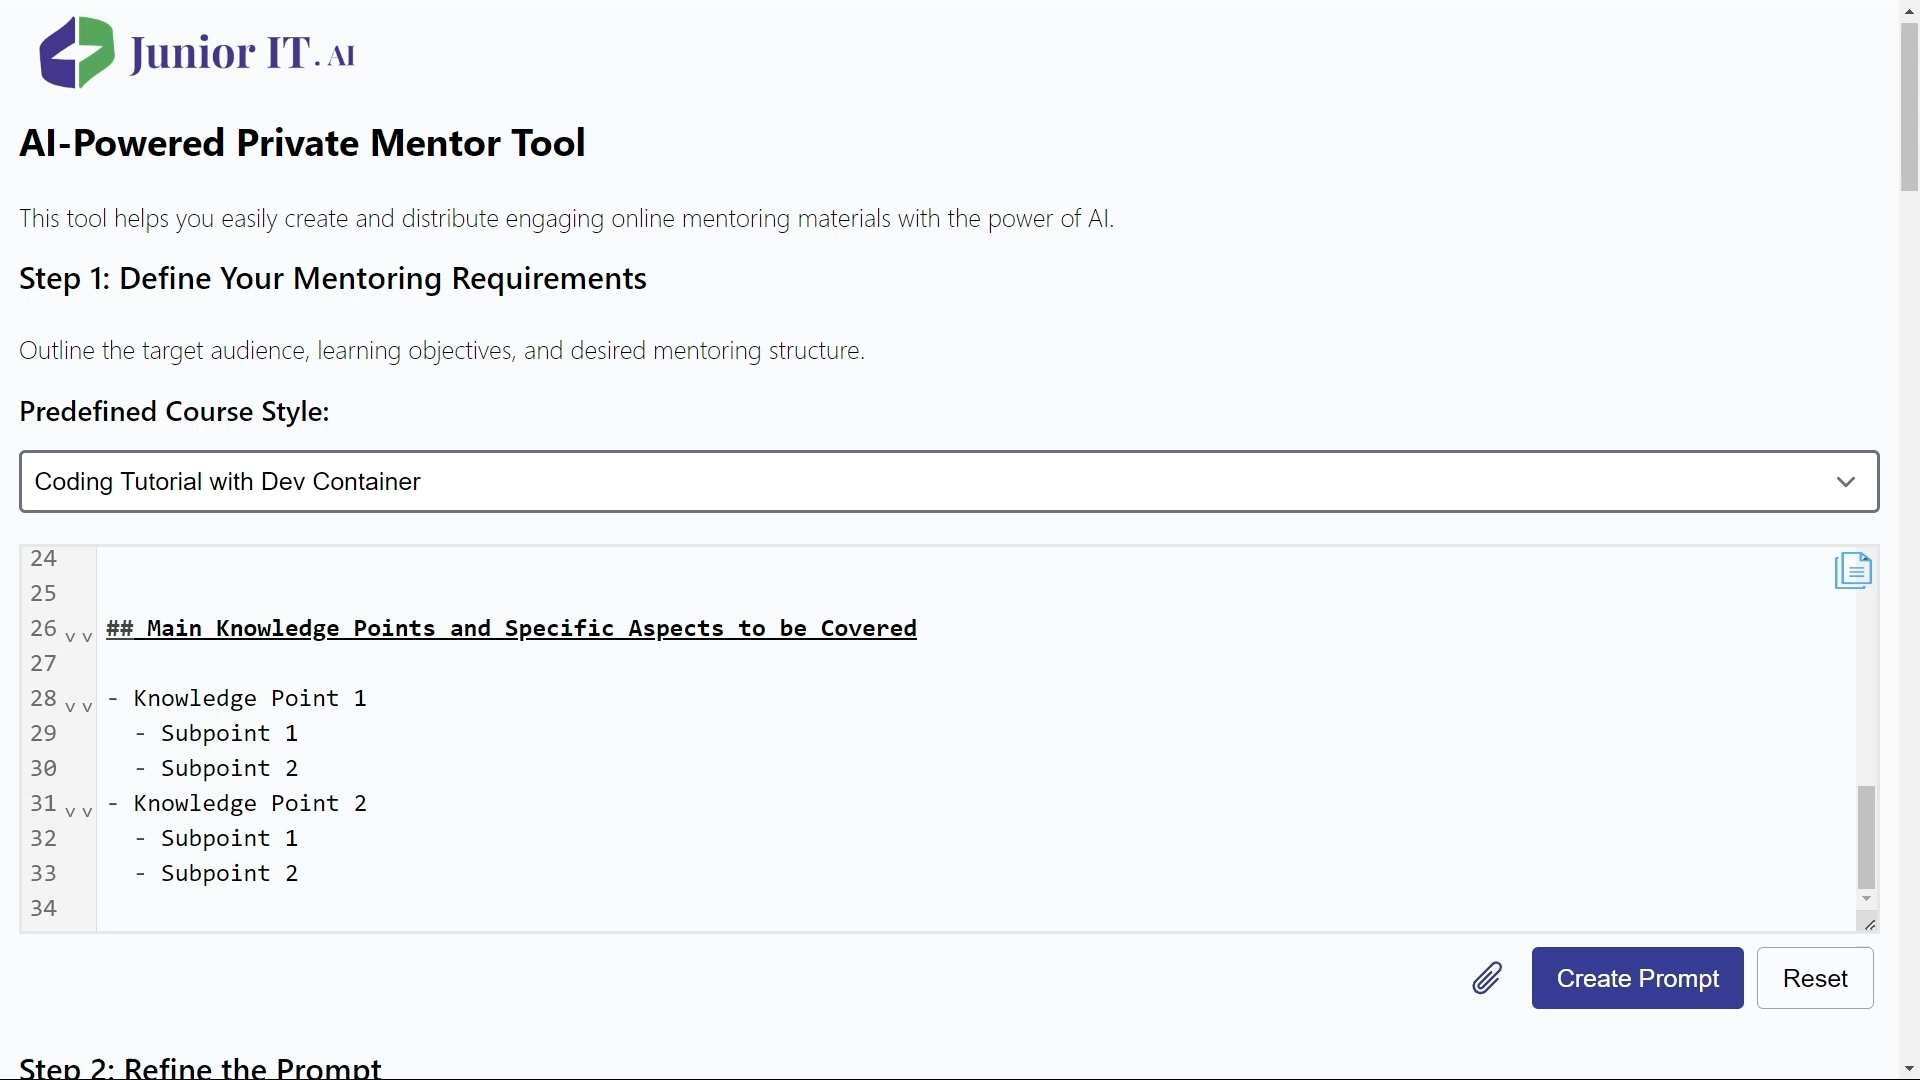 Junior IT.AI
AI-Powered Private Mentor Tool
This tool helps you easily create and distribute engaging online mentoring materials with the power of AI.
Step 1: Define Your Mentoring Requirements
Outline the target audience, learning objectives, and desired mentoring structure.
Predefined Course Style:
Coding Tutorial with Dev Container
24
25
26 ## Main Knowledge Points and Specific Aspects to be Covered
27
28 - Knowledge Point 1
29 - Subpoint 1
30 - Subpoint 2
31 - Knowledge Point 2
32 - Subpoint 1
33 - Subpoint 2
34
Create Prompt Reset
Step 2: Refine the Prompt